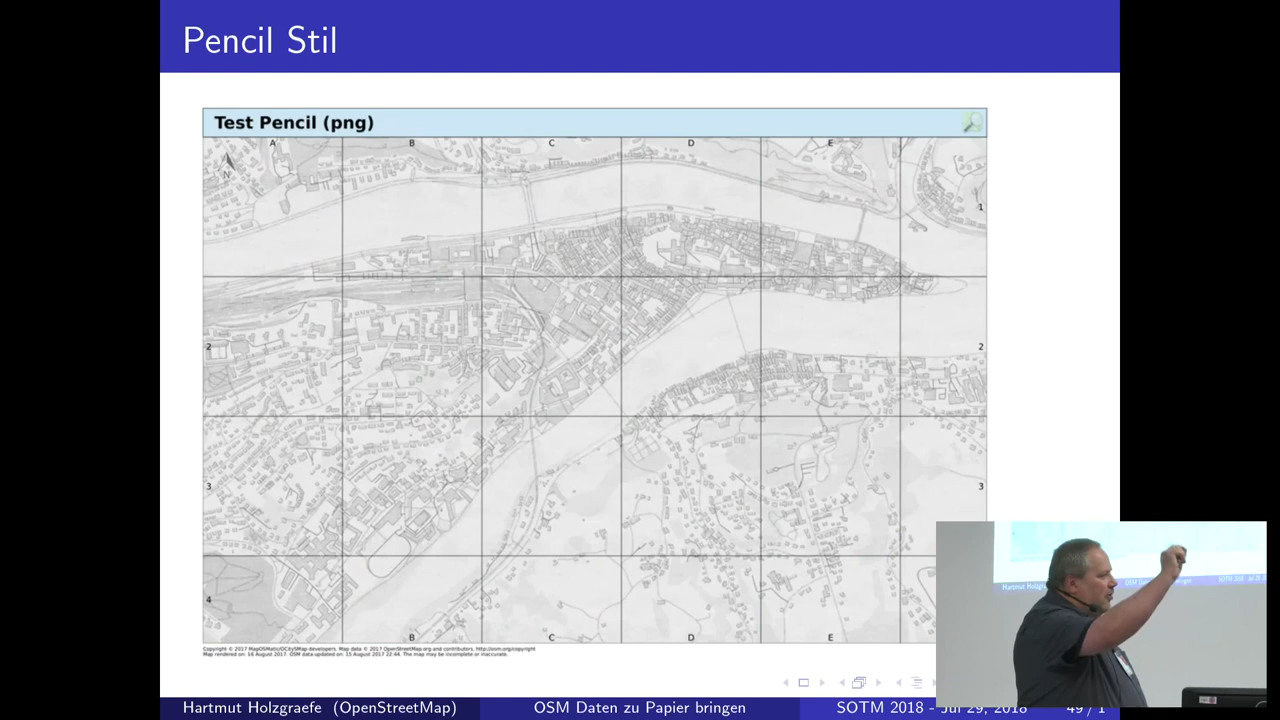 Pencil Stil
Test Pencil (png)
A B C D E
N
1
2 2
3 3
4
B C D E
Copyright © 2017 MapOSMatic/OCitySMap developers. Map data © 2017 OpenStreetMap.org and contributors. http://osm.org/copyright
Map rendered on: 16 August 2017. OSM data updated on: 15 August 2017 22:44. The map may be incomplete or inaccurate.
Hartmut Holzgraefe (OpenStreetMap) OSM Daten zu Papier bringen SOTM 2018 - Jul 29, 2018 49 / 1